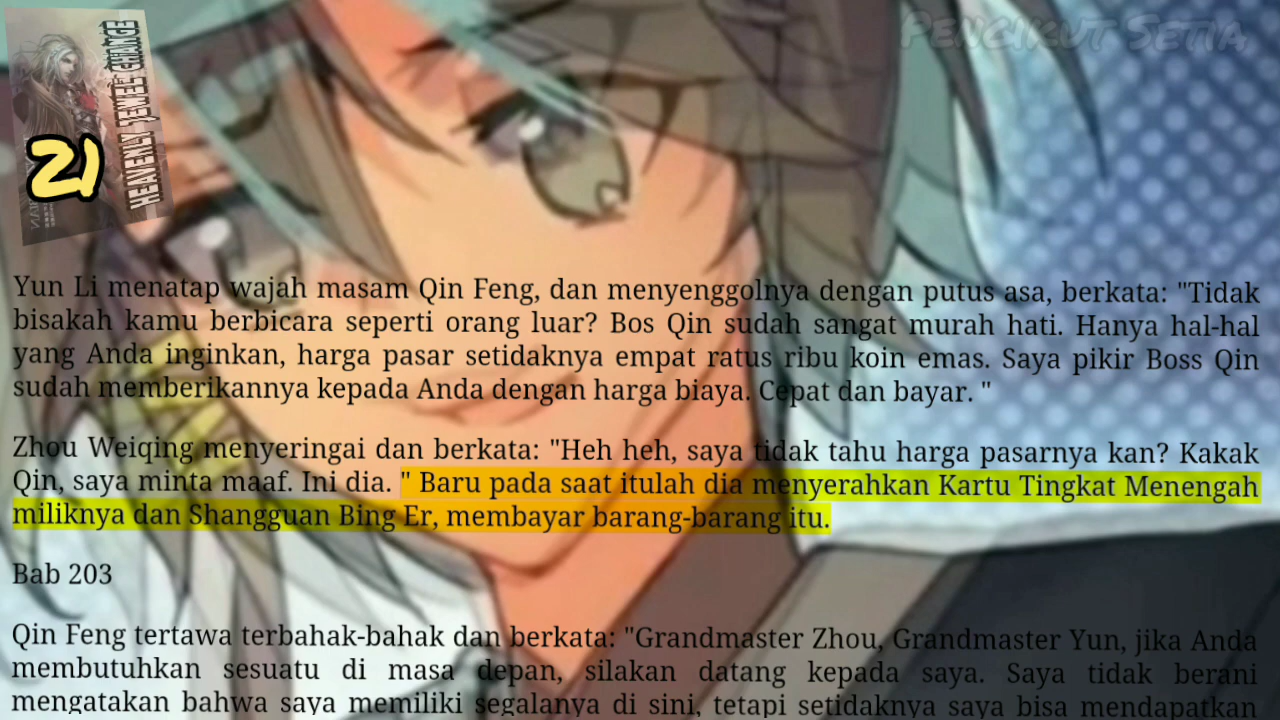 Pengikut Setia
HEAVENLY JEWEL CHANGE
21
Yun Li menatap wajah masam Qin Feng, dan menyenggolnya dengan putus asa, berkata: "Tidak
bisakah kamu berbicara seperti orang luar? Bos Qin sudah sangat murah hati. Hanya hal-hal
yang Anda inginkan, harga pasar setidaknya empat ratus ribu koin emas. Saya pikir Boss Qin
sudah memberikannya kepada Anda dengan harga biaya. Cepat dan bayar. "
Zhou Weiqing menyeringai dan berkata: "Heh heh, saya tidak tahu harga pasarnya kan? Kakak
Qin, saya minta maaf. Ini dia. " Baru pada saat itulah dia menyerahkan Kartu Tingkat Menengah
miliknya dan Shangguan Bing Er, membayar barang-barang itu.
Bab 203
Qin Feng tertawa terbahak-bahak dan berkata: "Grandmaster Zhou, Grandmaster Yun, jika Anda
membutuhkan sesuatu di masa depan, silakan datang kepada saya. Saya tidak berani
mengatakan bahwa saya memiliki segalanya di sini, tetapi setidaknya saya bisa mendapatkan